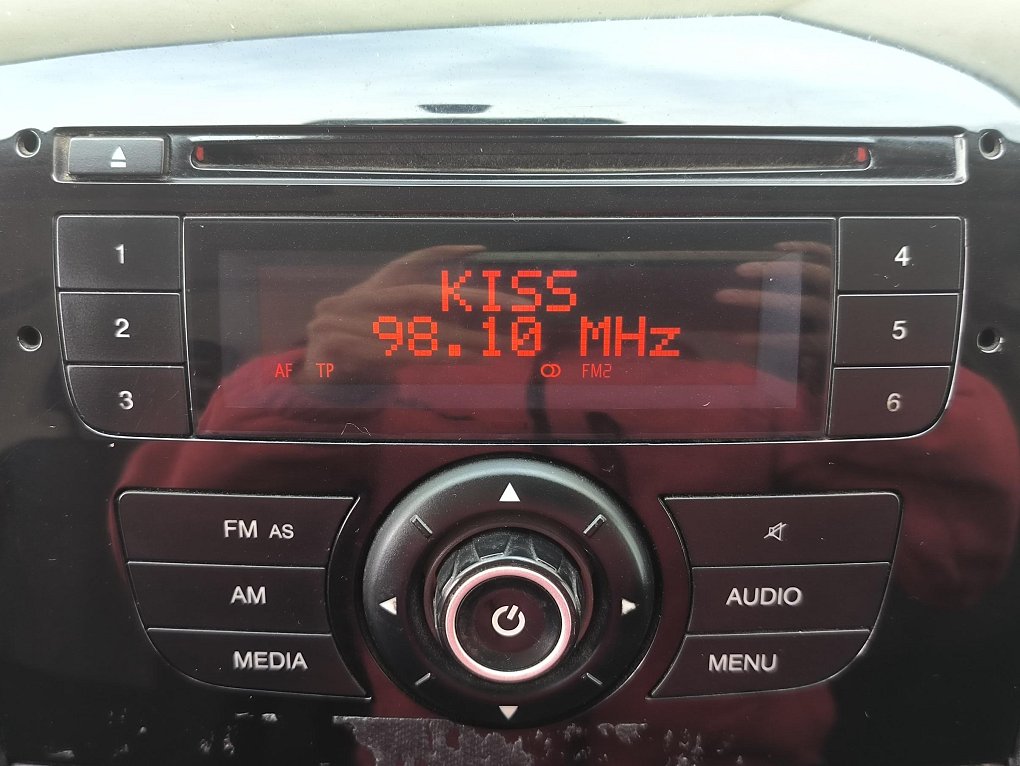 1
2
3
KISS
98.10 MHz
AF TP FM2
4
5
6
FM AS
AM
MEDIA
AUDIO
MENU